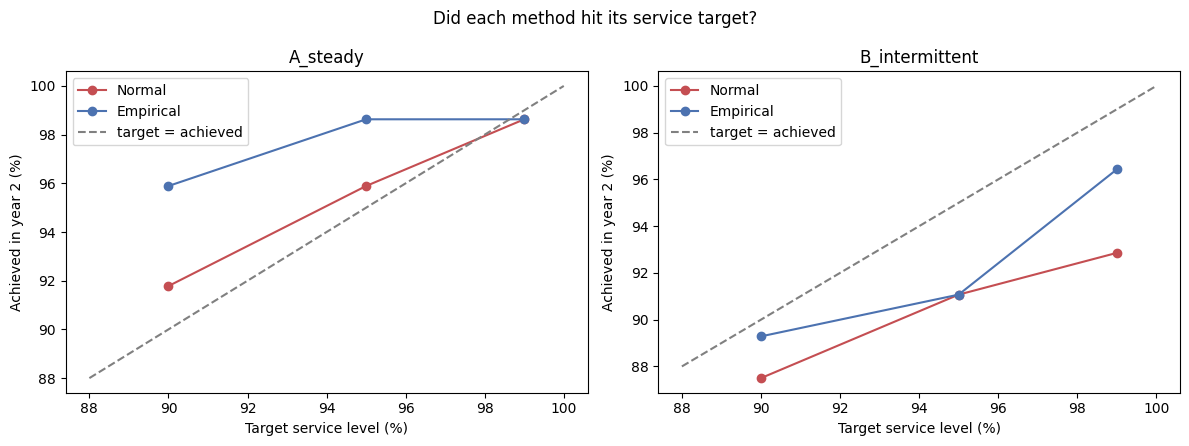 Did each method hit its service target?
A_steady
Normal
Empirical
target = achieved
Achieved in year 2 (%)
100
98
96
94
92
90
88
88 90 92 94 96 98 100
Target service level (%)
B_intermittent
Normal
Empirical
target = achieved
Achieved in year 2 (%)
100
98
96
94
92
90
88
88 90 92 94 96 98 100
Target service level (%)